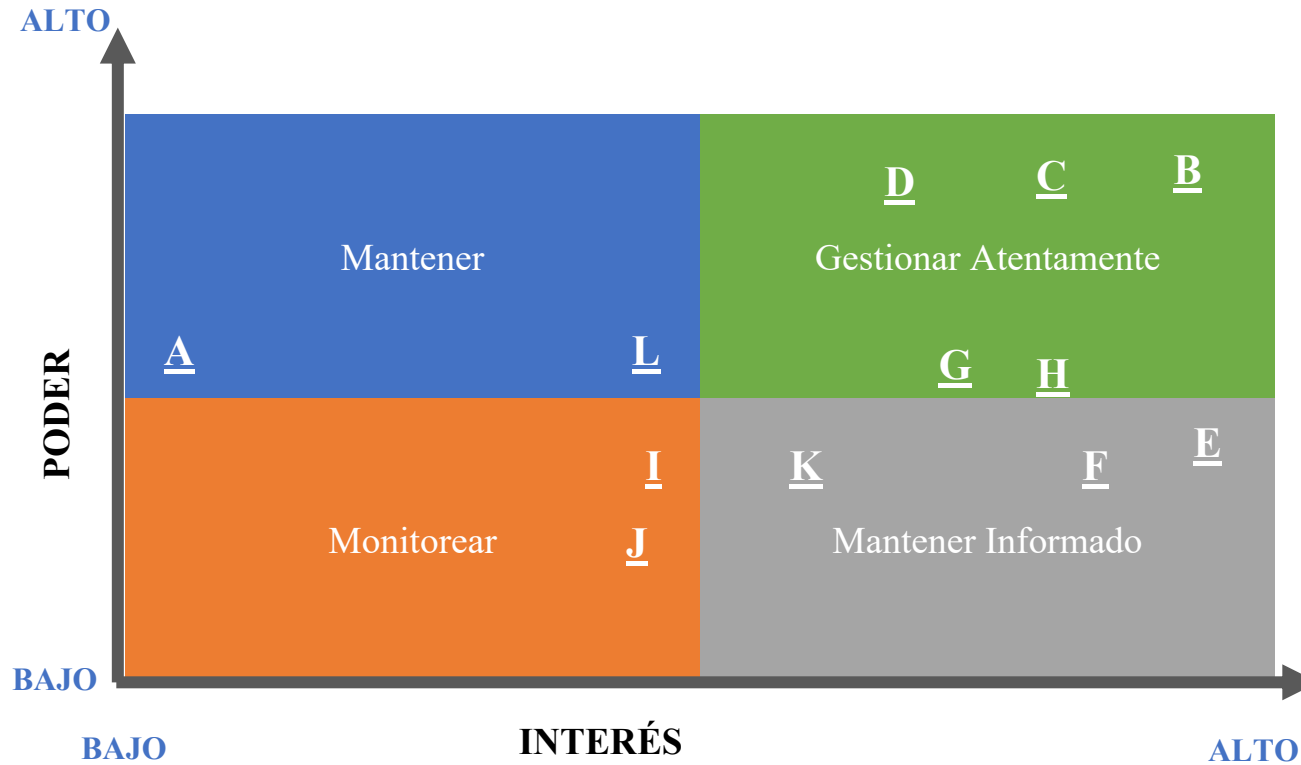 ALTO
D C B
Mantener
Gestionar Atentamente
A L
G H
PODER
E
I K F
Monitorear
J
Mantener Informado
BAJO
BAJO
INTERÉS
ALTO